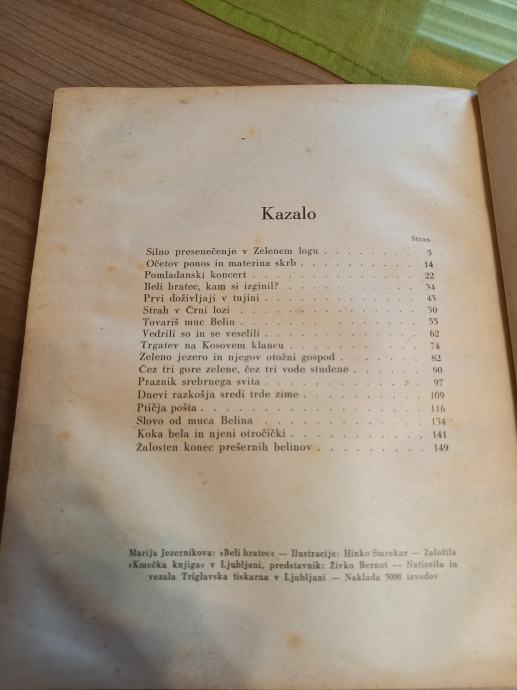 Kazalo
Stran
Silno presenečenje v Zelenem logu . . . . . . . . 5
Očetov ponos in materina skrb . . . . . . . . . . 14
Pomladanski koncert . . . . . . . . . . . . . . 22
Beli bratec, kam si izginil? . . . . . . . . . . . . 34
Prvi doživljaji v tujini . . . . . . . . . . . . . . 43
Strah v Črni lozi . . . . . . . . . . . . . . . 50
Tovariš muc Belin . . . . . . . . . . . . . . . 55
Vedrili so in se veselili . . . . . . . . . . . . . 62
Trgatev na Kosovem klancu . . . . . . . . . . . 74
Zeleno jezero in njegov otožni gospod . . . . . . . 82
Čez tri gore zelene, čez tri vode studene . . . . . . 90
Praznik srebrnega svita . . . . . . . . . . . . . 97
Dnevi razkošja sredi trde zime . . . . . . . . . . 109
Ptičja pošta . . . . . . . . . . . . . . . . . 116
Slovo od muca Belina . . . . . . . . . . . . . 134
Koka bela in njeni otročički . . . . . . . . . . . 141
Žalosten konec prešernih belinov . . . . . . . . . 149
Marija Jezernikova: »Beli bratec« — Ilustracije: Hinko Smrekar — Založila
»Kmečka knjiga« v Ljubljani, predstavnik: Živko Bernot — Natisnila in
vezala Triglavska tiskarna v Ljubljani — Naklada 5000 izvodov